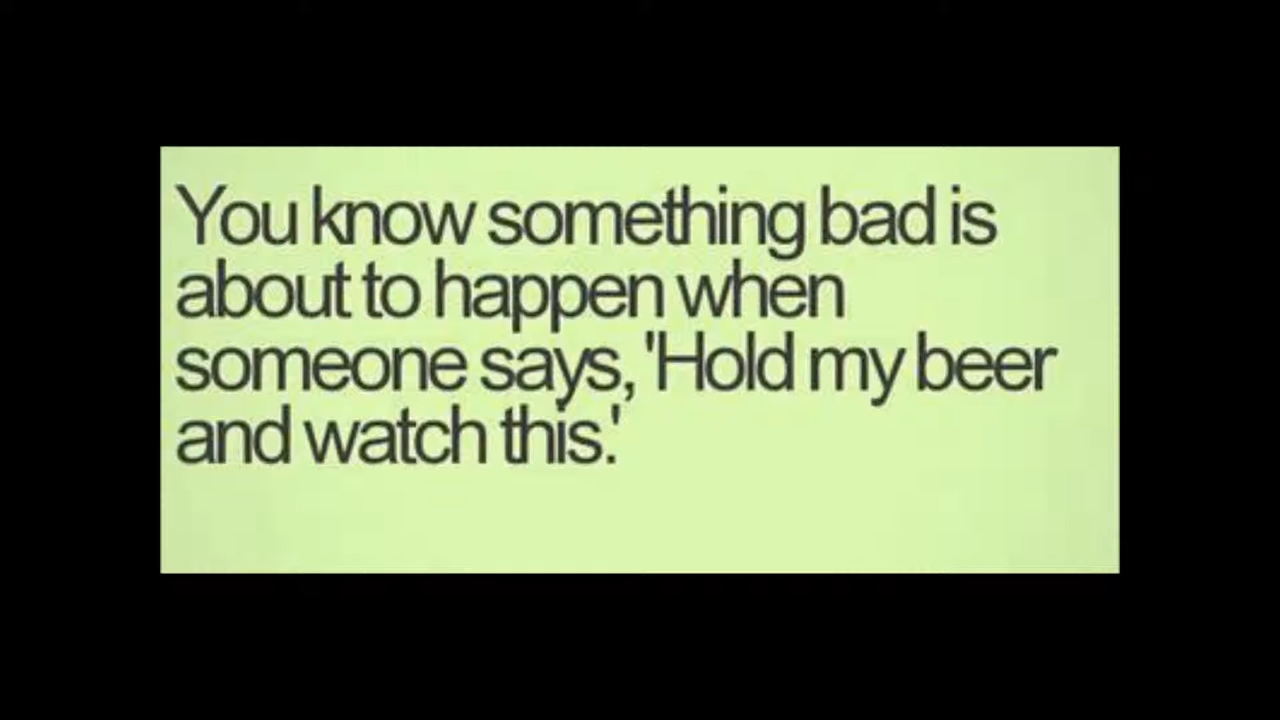 You know something bad is
about to happen when
someone says, 'Hold my beer
and watch this.'